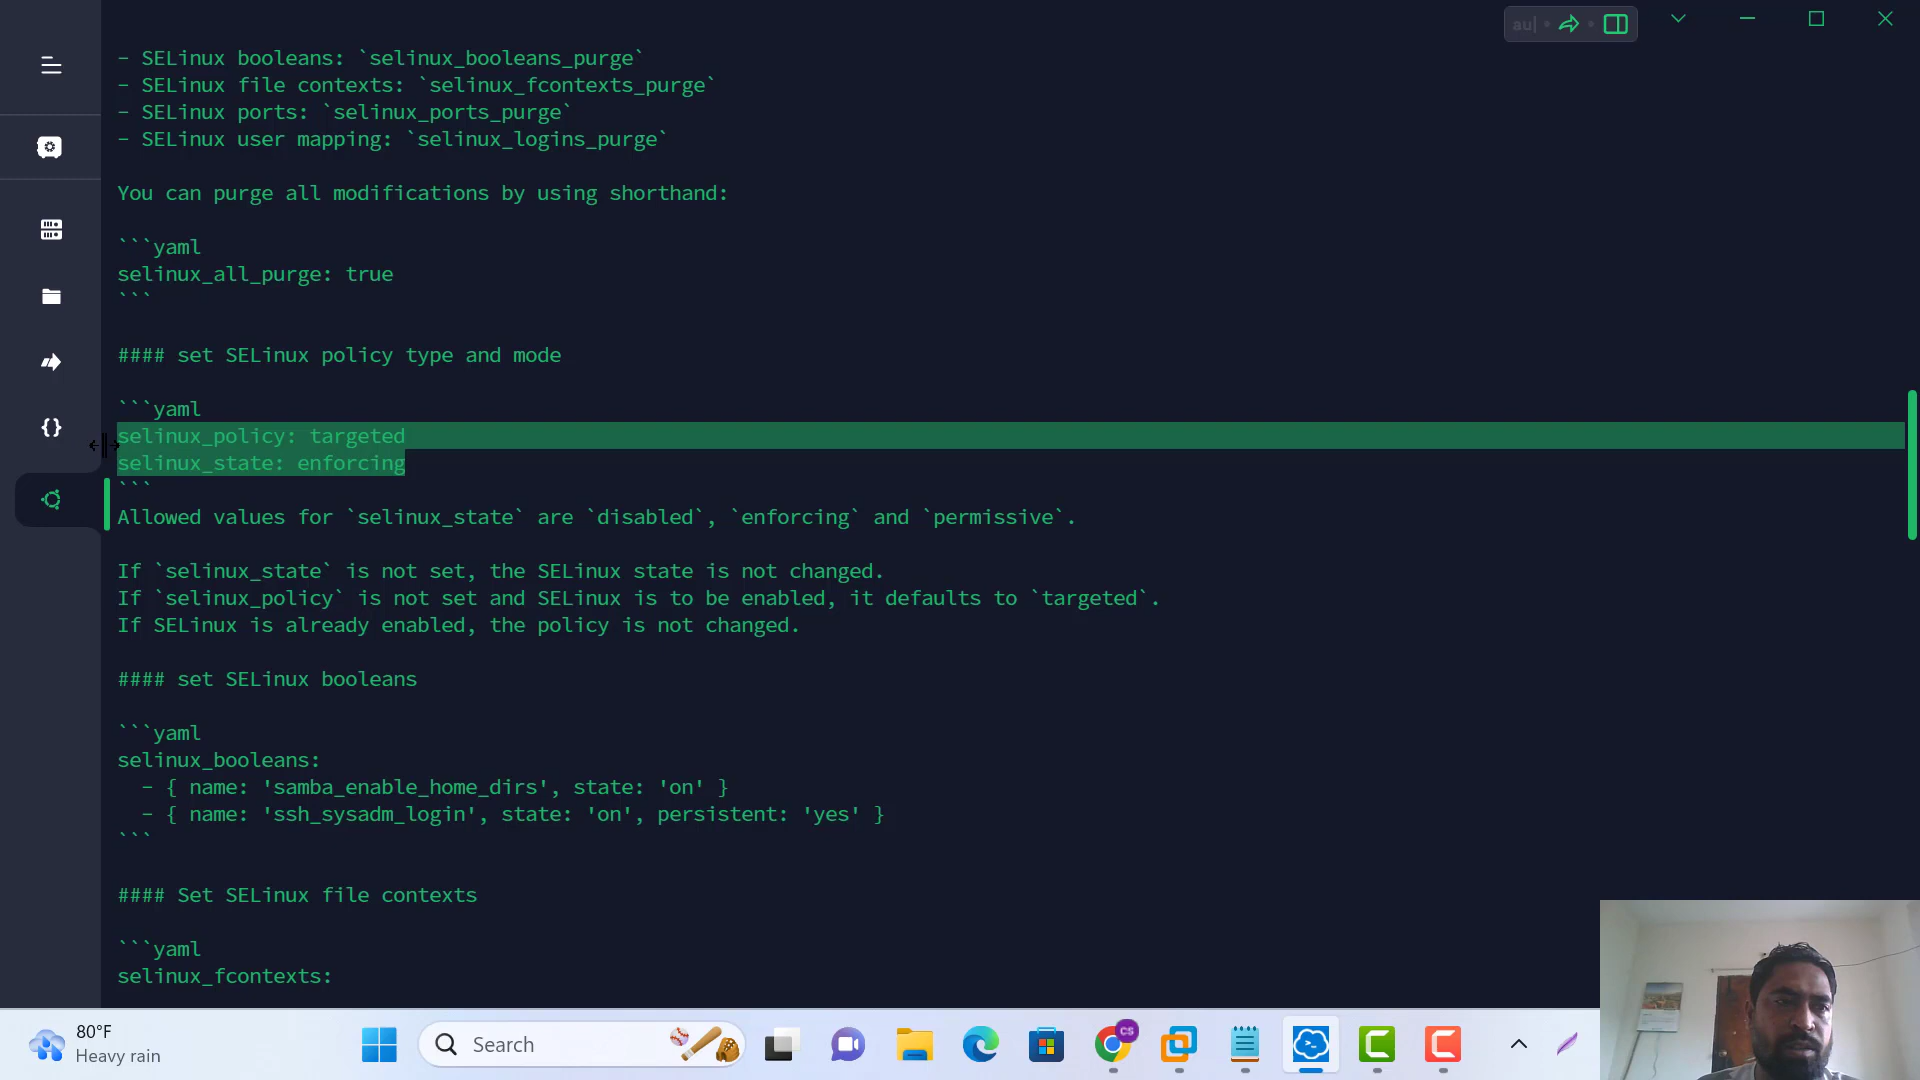 au|
- SELinux booleans: `selinux_booleans_purge`
- SELinux file contexts: `selinux_fcontexts_purge`
- SELinux ports: `selinux_ports_purge`
- SELinux user mapping: `selinux_logins_purge`
You can purge all modifications by using shorthand:
```yaml
selinux_all_purge: true
```
#### set SELinux policy type and mode
```yaml
selinux_policy: targeted
selinux_state: enforcing
```
Allowed values for `selinux_state` are `disabled`, `enforcing` and `permissive`.
If `selinux_state` is not set, the SELinux state is not changed.
If `selinux_policy` is not set and SELinux is to be enabled, it defaults to `targeted`.
If SELinux is already enabled, the policy is not changed.
#### set SELinux booleans
```yaml
selinux_booleans:
  - { name: 'samba_enable_home_dirs', state: 'on' }
  - { name: 'ssh_sysadm_login', state: 'on', persistent: 'yes' }
```
#### Set SELinux file contexts
```yaml
selinux_fcontexts:
80°F
Heavy rain
Search
CS